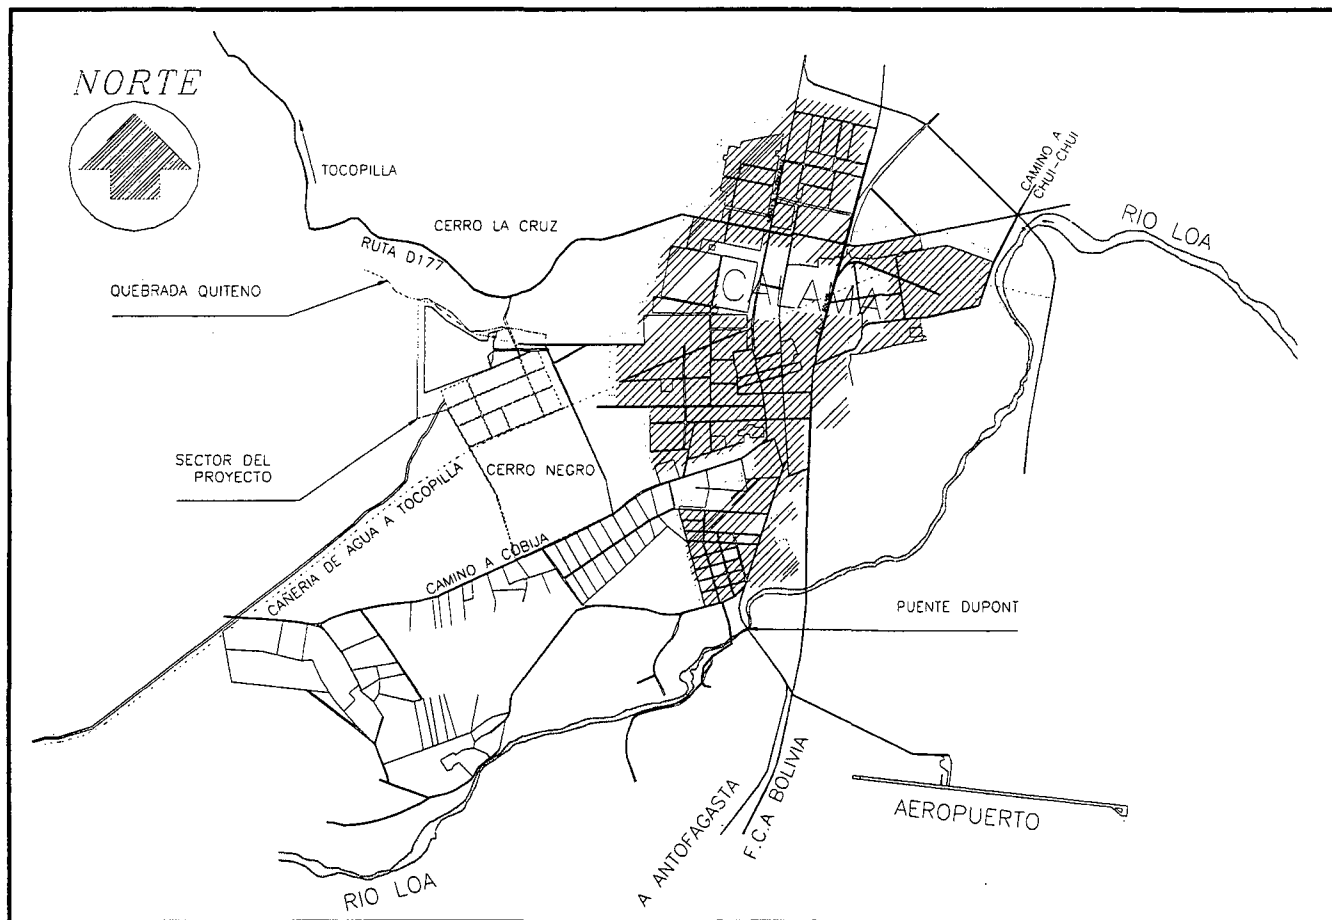 NORTE
TOCOPILLA
CERRO LA CRUZ
RUTA D177
QUEBRADA QUITENO
CAMINO A
CHUI-CHUI
RIO LOA
CALAMA
SECTOR DEL
PROYECTO
CERRO NEGRO
CAÑERIA DE AGUA A TOCOPILLA
CAMINO A COBIJA
PUENTE DUPONT
A ANTOFAGASTA
F.C.A BOLIVIA
AEROPUERTO
RIO LOA